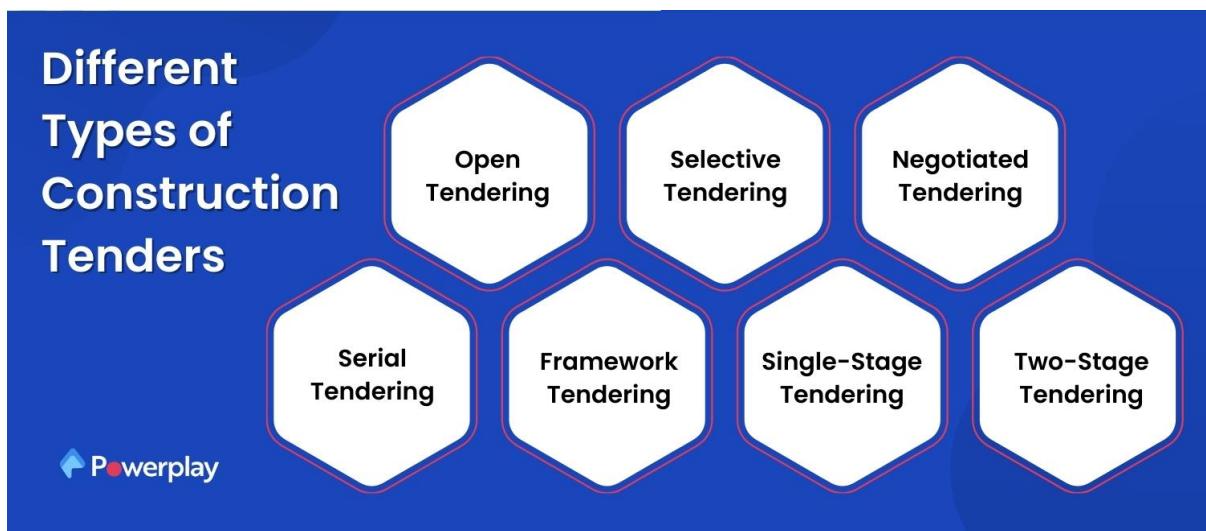 Different
Types of
Construction
Tenders
Open
Tendering
Selective
Tendering
Negotiated
Tendering
Serial
Tendering
Framework
Tendering
Single-Stage
Tendering
Two-Stage
Tendering
Powerplay